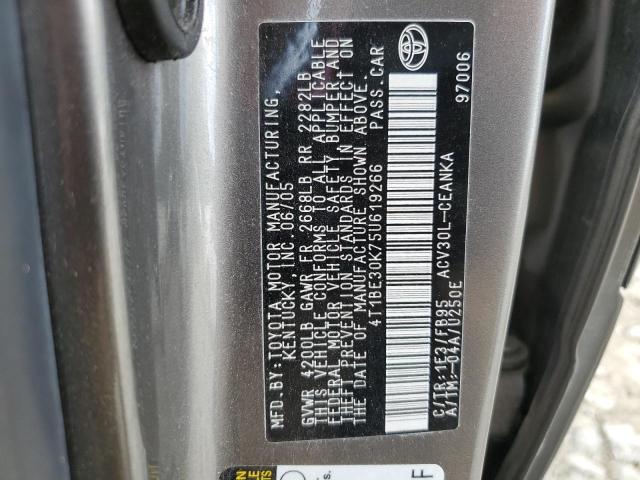 MFD.BY:TOYOTA MOTOR MANUFACTURING,
KENTUCKY, INC. 06/05
GVWR 4200LB GAWR FR 2668LB RR 2282LB
THIS VEHICLE CONFORMS TO ALL APPLICABLE
FEDERAL MOTOR VEHICLE SAFETY, BUMPER, AND
THEFT PREVENTION STANDARDS IN EFFECT ON
THE DATE OF MANUFACTURE SHOWN ABOVE.
4T1BE30K75U619266 PASS.CAR
C/TR:1E3/FB95 ACV30L-CEANKA
A/TM:-04A/U250E 97006
F